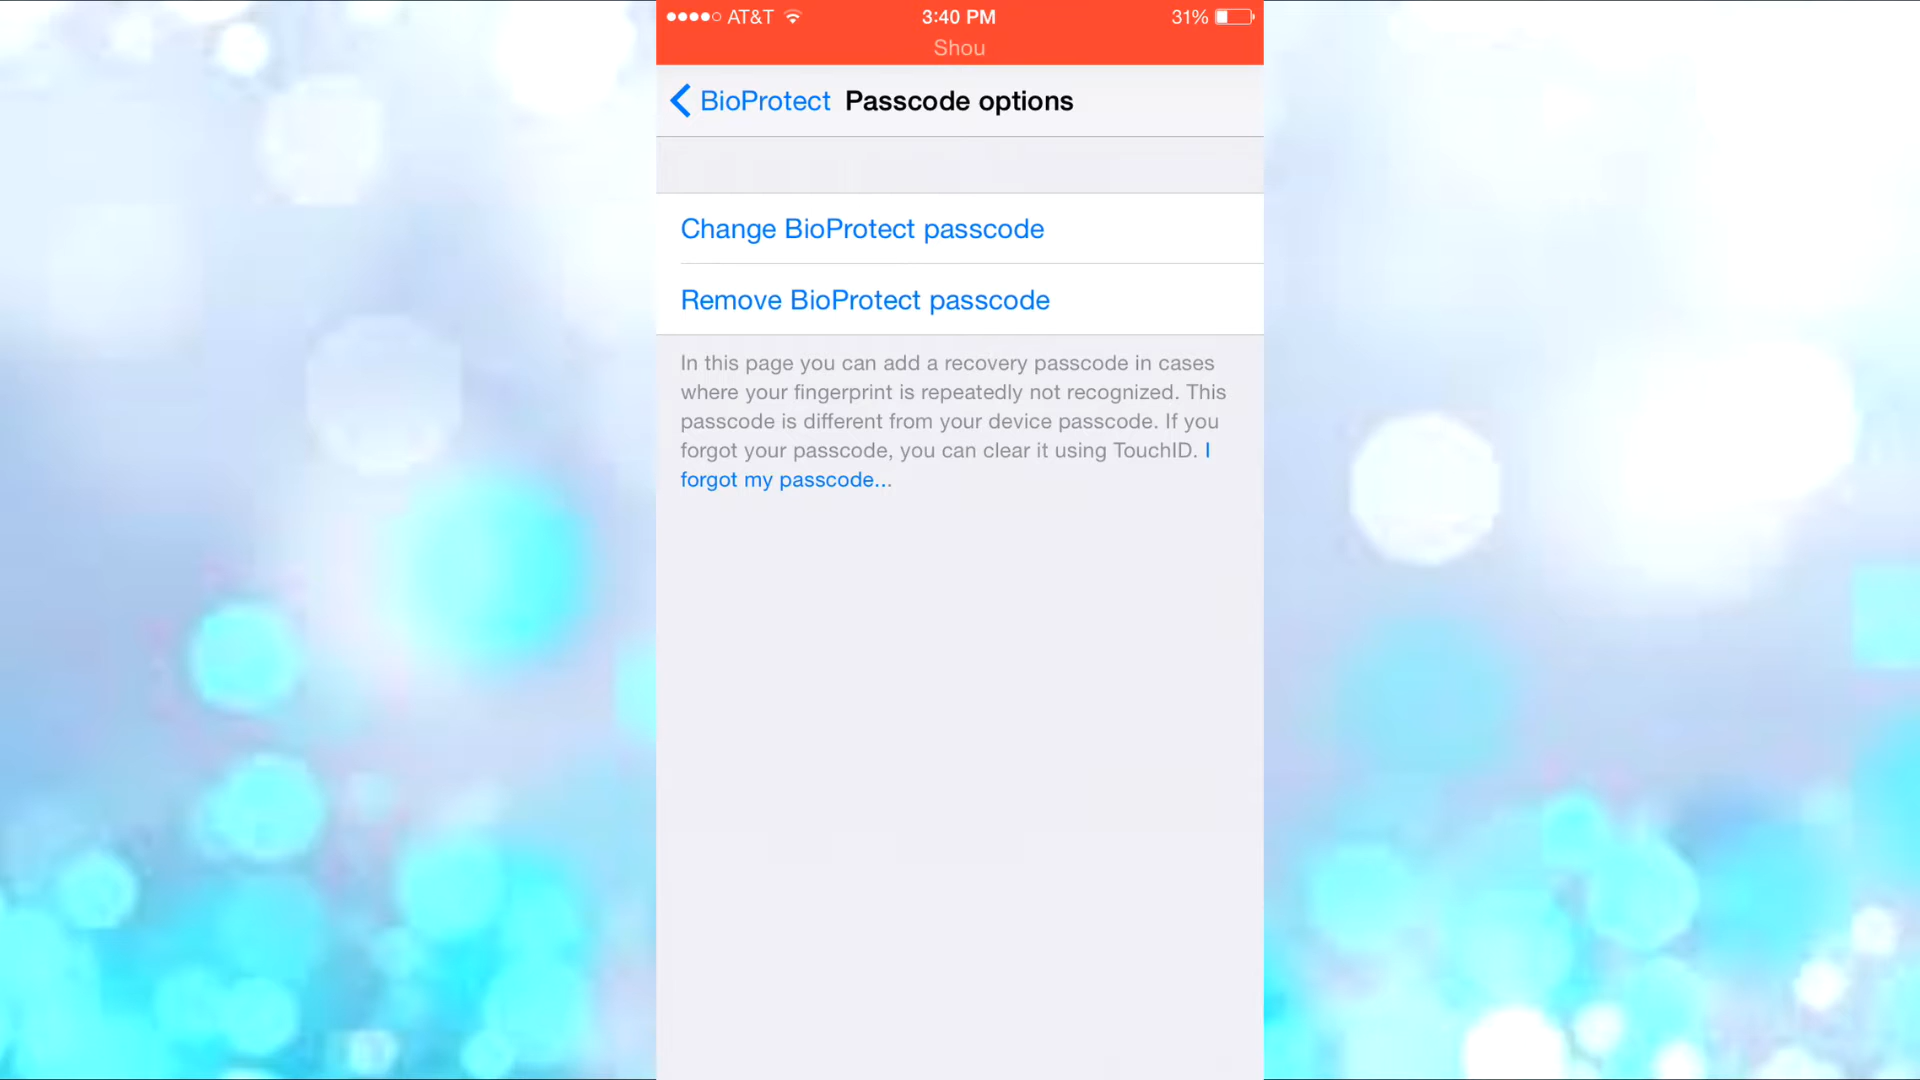 AT&T 3:40 PM 31%
Shou
BioProtect Passcode options
Change BioProtect passcode
Remove BioProtect passcode
In this page you can add a recovery passcode in cases
where your fingerprint is repeatedly not recognized. This
passcode is different from your device passcode. If you
forgot your passcode, you can clear it using TouchID. I
forgot my passcode...